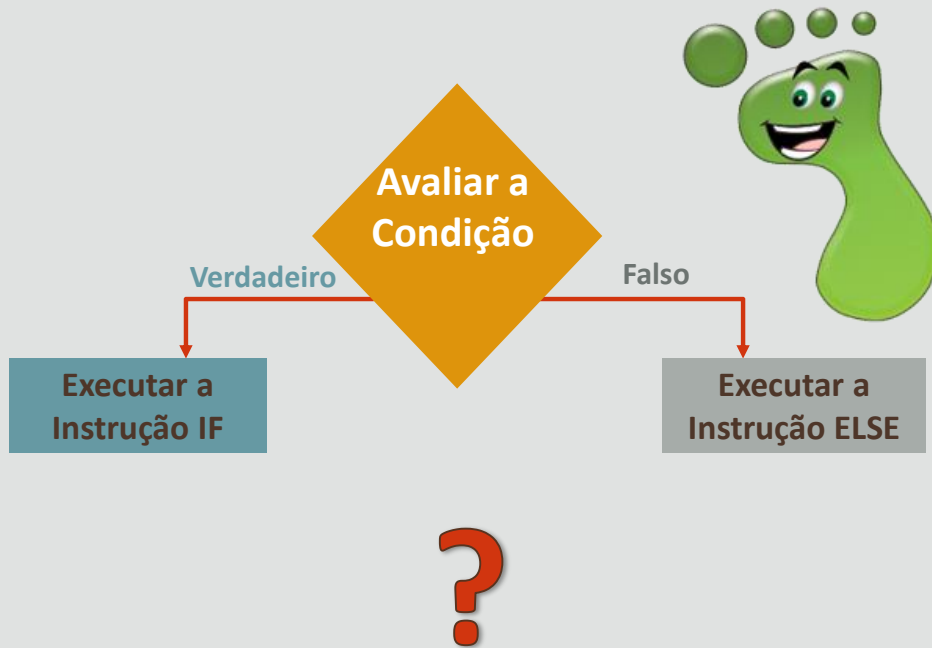 Avaliar a
Condição
Verdadeiro
Falso
Executar a
Instrução IF
Executar a
Instrução ELSE
?